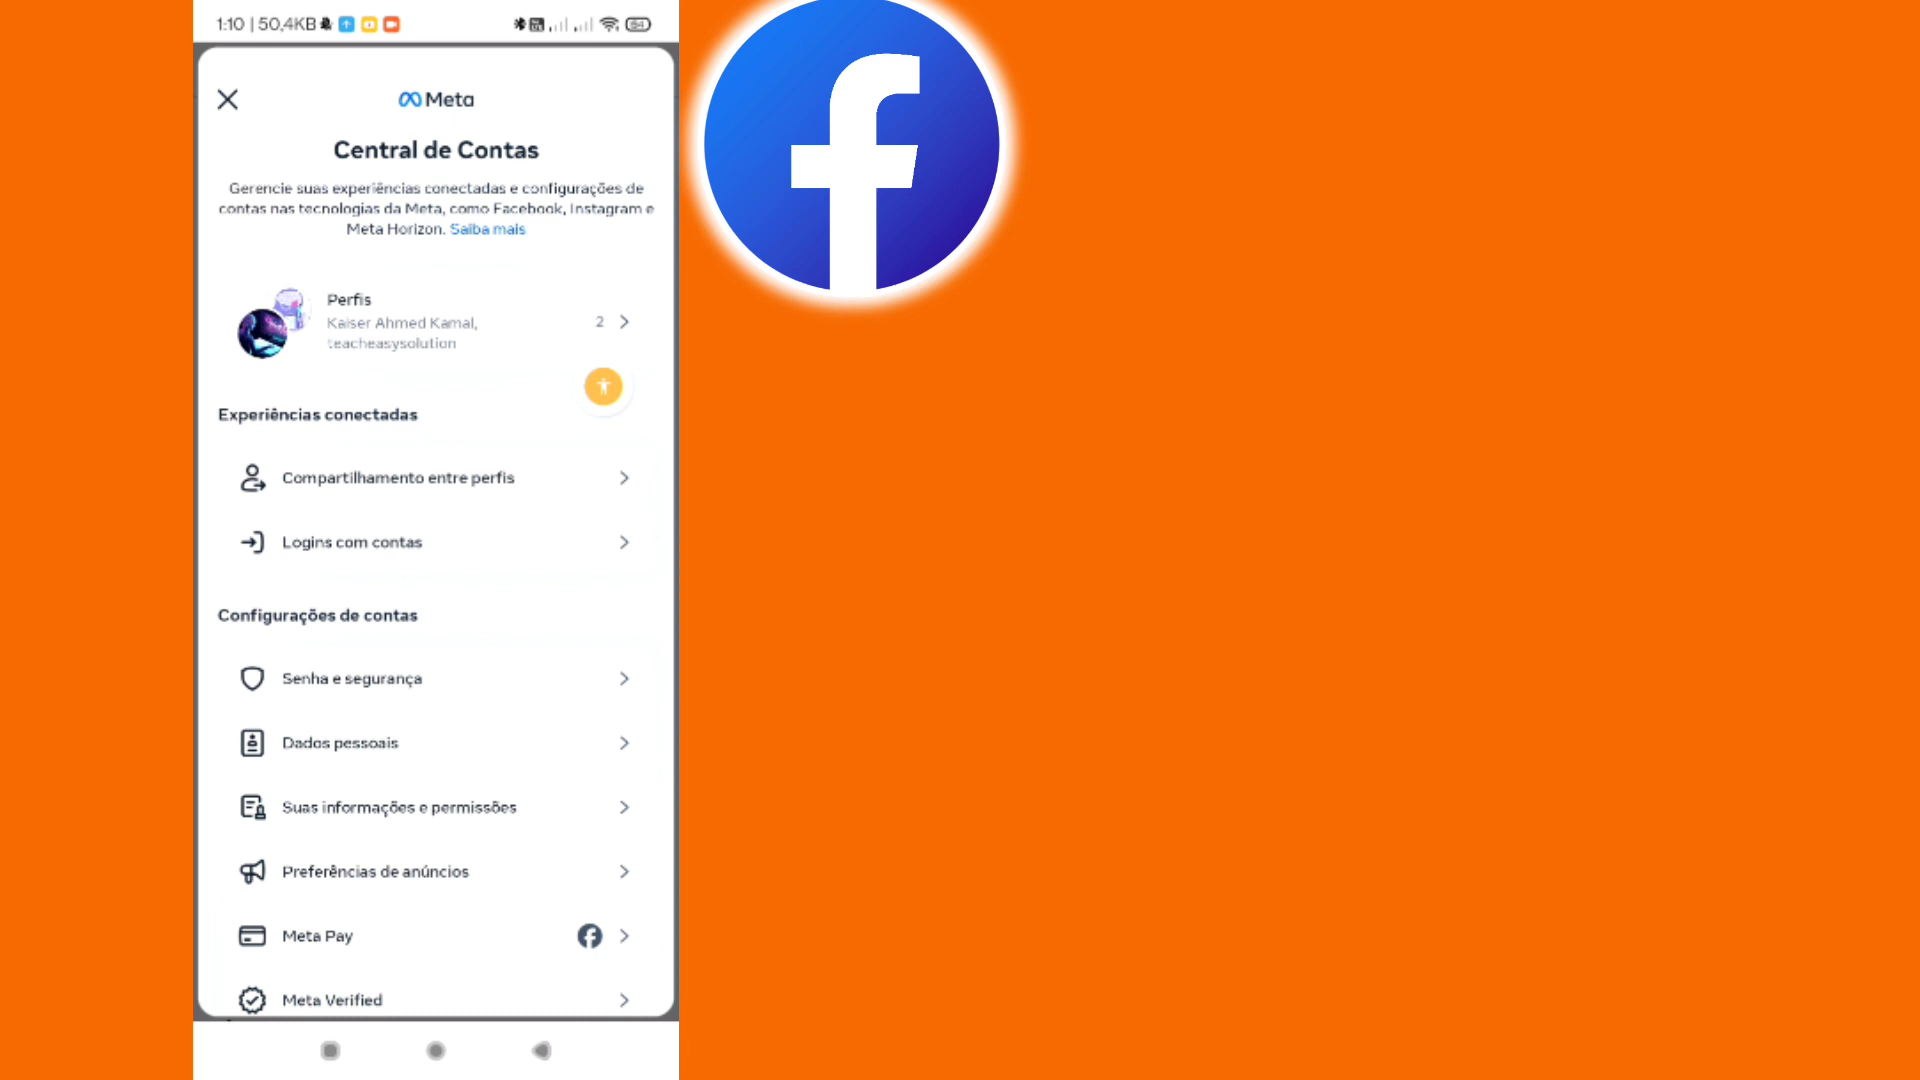 1:10 | 50,4KB
64
Meta
Central de Contas
Gerencie suas experiências conectadas e configurações de
contas nas tecnologias da Meta, como Facebook, Instagram e
Meta Horizon. Saiba mais
Perfis
Kaiser Ahmed Kamal,
teacheasysolution
2
Experiências conectadas
Compartilhamento entre perfis
Logins com contas
Configurações de contas
Senha e segurança
Dados pessoais
Suas informações e permissões
Preferências de anúncios
Meta Pay
Meta Verified